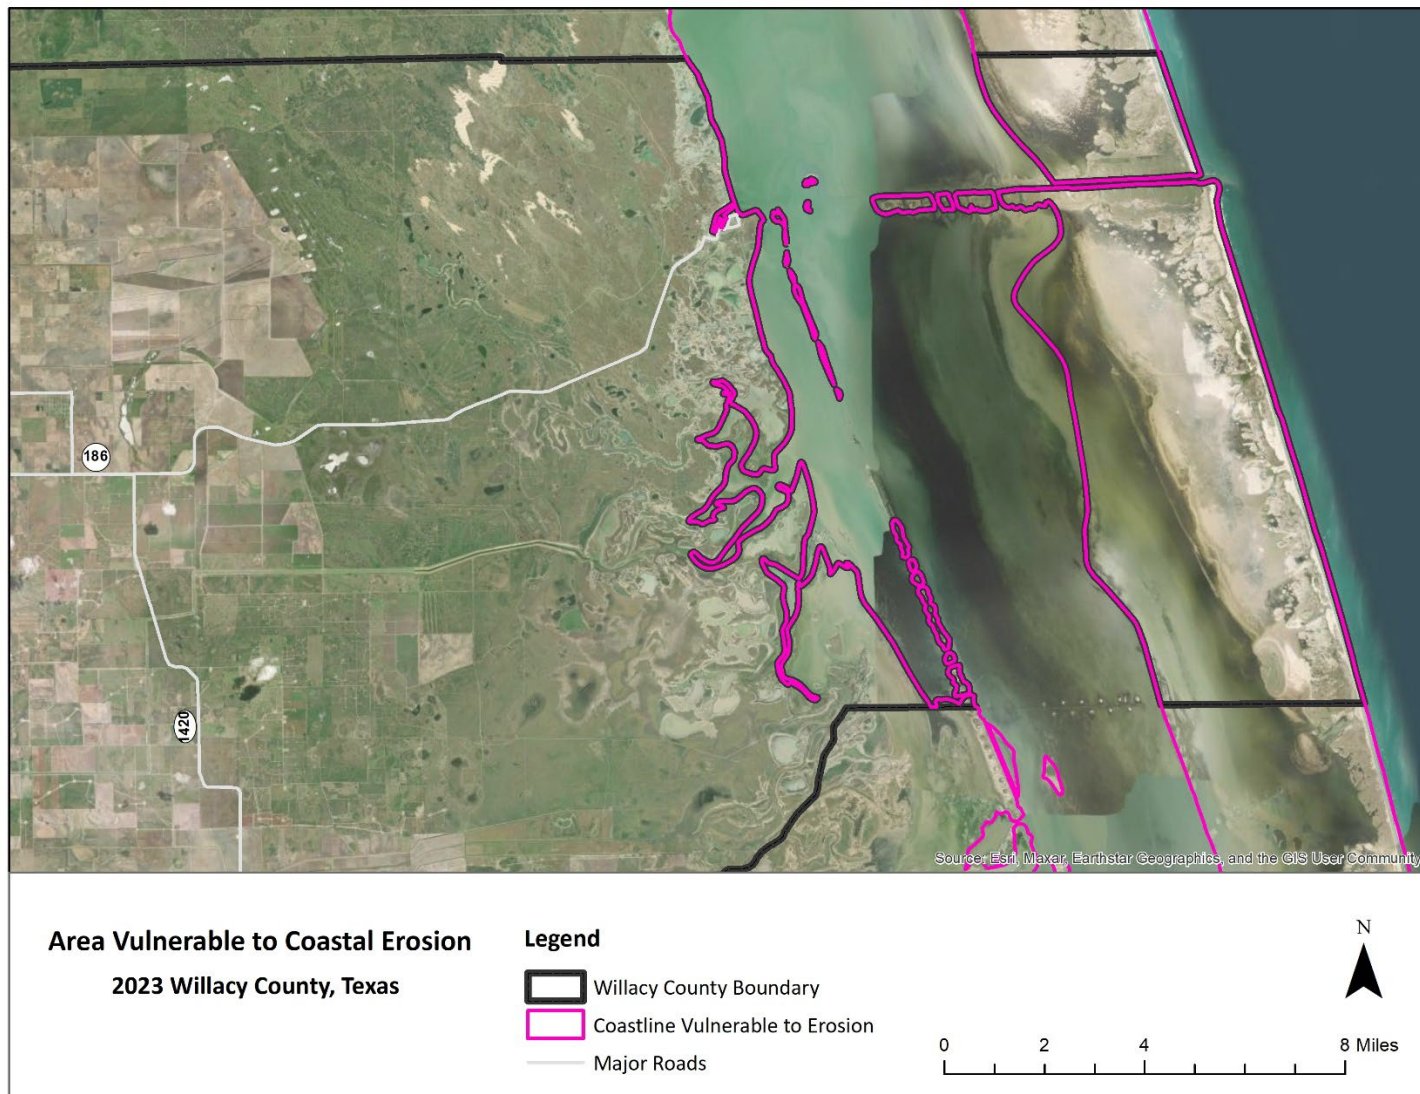 186
1420
Source: Esri, Maxar, Earthstar Geographics, and the GIS User Community
Area Vulnerable to Coastal Erosion
2023 Willacy County, Texas
Legend
Willacy County Boundary
Coastline Vulnerable to Erosion
Major Roads
N
0 2 4 8 Miles